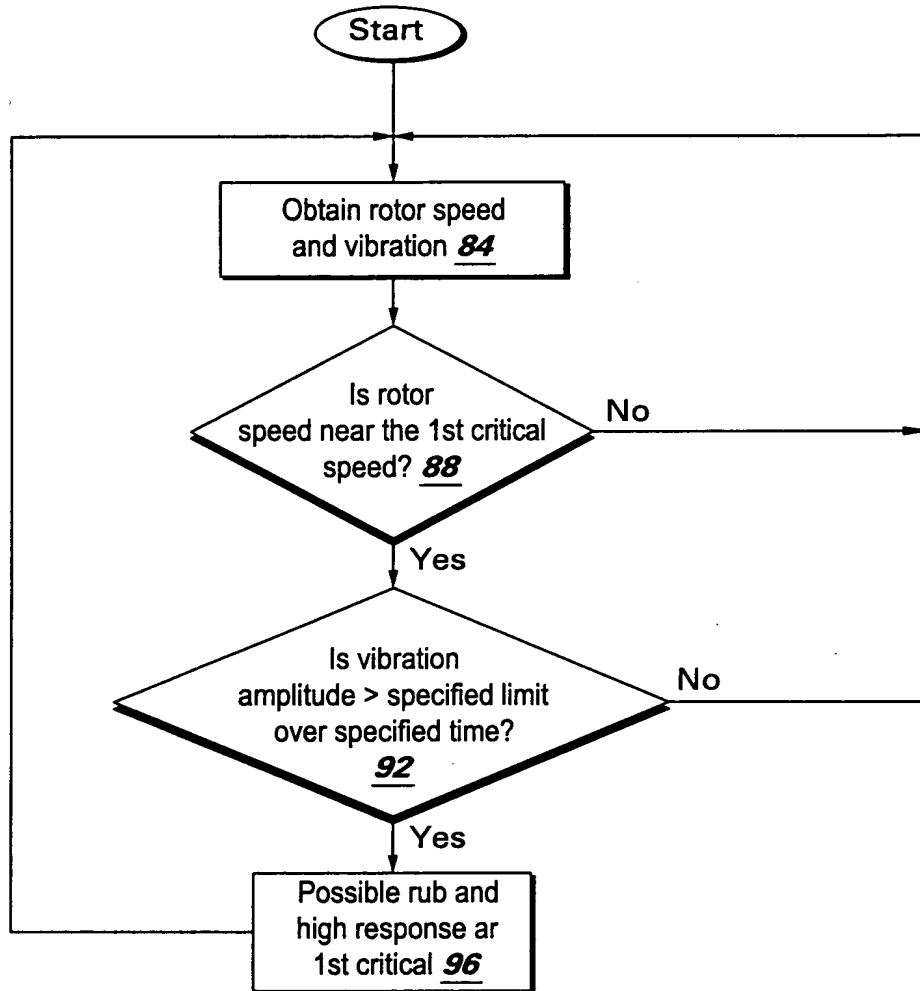 Start
Obtain rotor speed
and vibration 84
Is rotor
speed near the 1st critical
speed? 88
No
Yes
Is vibration
amplitude > specified limit
over specified time?
92
No
Yes
Possible rub and
high response ar
1st critical 96